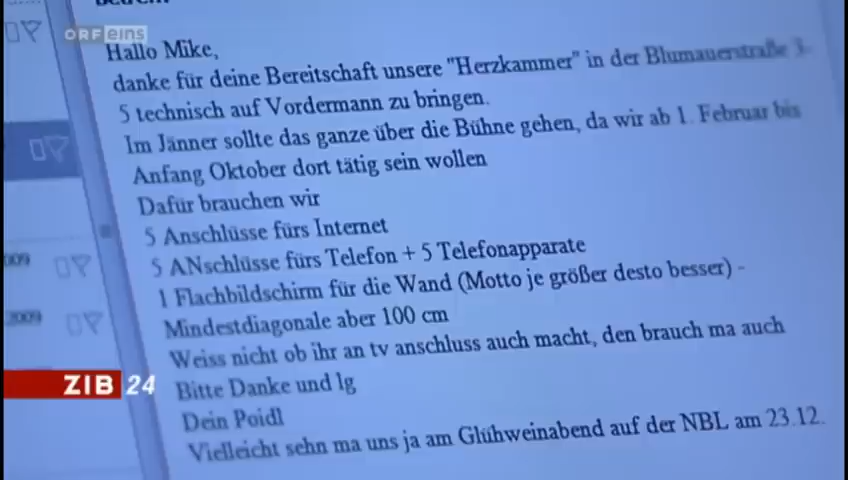 ORF eins
Hallo Mike,
danke für deine Bereitschaft unsere "Herzkammer" in der Blumauerstraße 3-
5 technisch auf Vordermann zu bringen.
Im Jänner sollte das ganze über die Bühne gehen, da wir ab 1. Februar bis
Anfang Oktober dort tätig sein wollen
Dafür brauchen wir
5 Anschlüsse fürs Internet
5 ANschlüsse fürs Telefon + 5 Telefonapparate
1 Flachbildschirm für die Wand (Motto je größer desto besser) -
Mindestdiagonale aber 100 cm
Weiss nicht ob ihr an tv anschluss auch macht, den brauch ma auch
Bitte Danke und lg
Dein Poidl
Vielleicht sehn ma uns ja am Glühweinabend auf der NBL am 23.12.
009
2009
ZIB 24